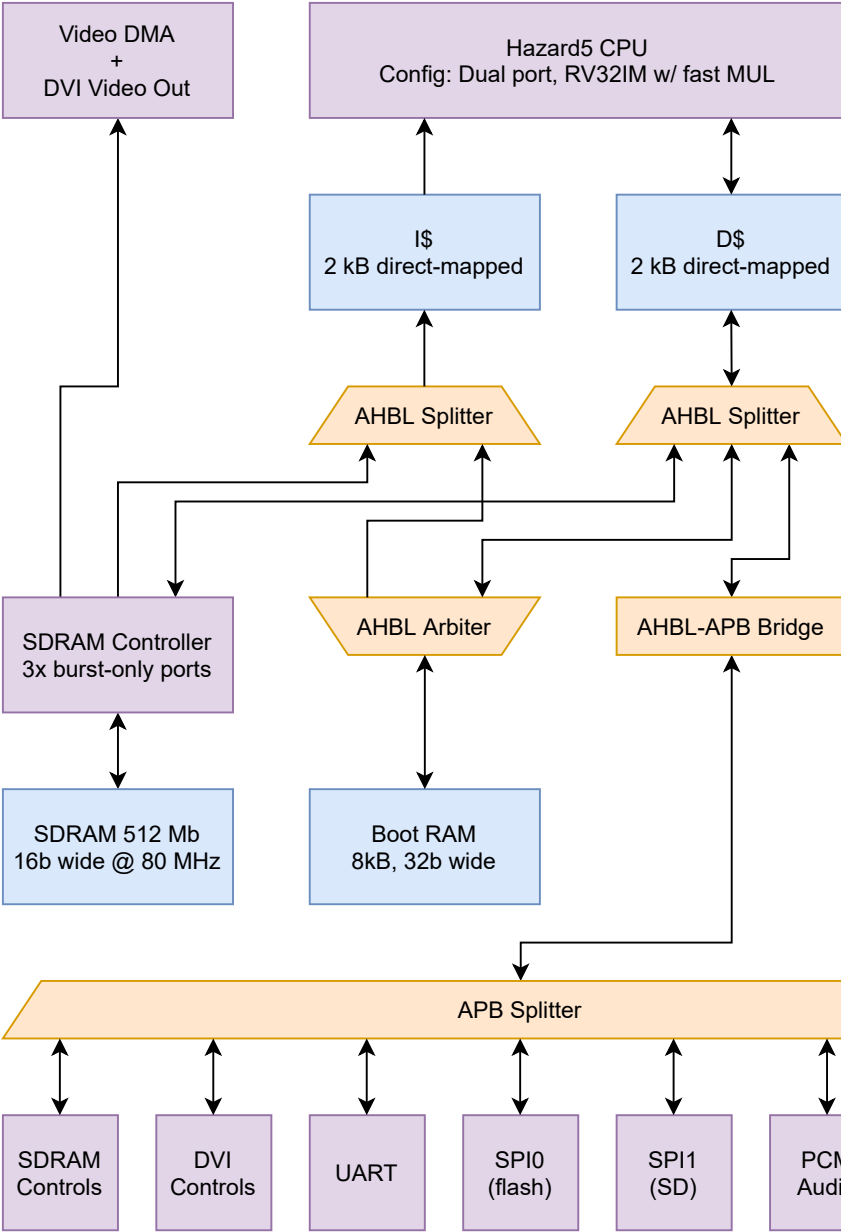 Video DMA
+
DVI Video Out
Hazard5 CPU
Config: Dual port, RV32IM w/ fast MUL
I$
2 kB direct-mapped
D$
2 kB direct-mapped
AHBL Splitter
AHBL Splitter
SDRAM Controller
3x burst-only ports
AHBL Arbiter
AHBL-APB Bridge
SDRAM 512 Mb
16b wide @ 80 MHz
Boot RAM
8kB, 32b wide
APB Splitter
SDRAM
Controls
DVI
Controls
UART
SPI0
(flash)
SPI1
(SD)